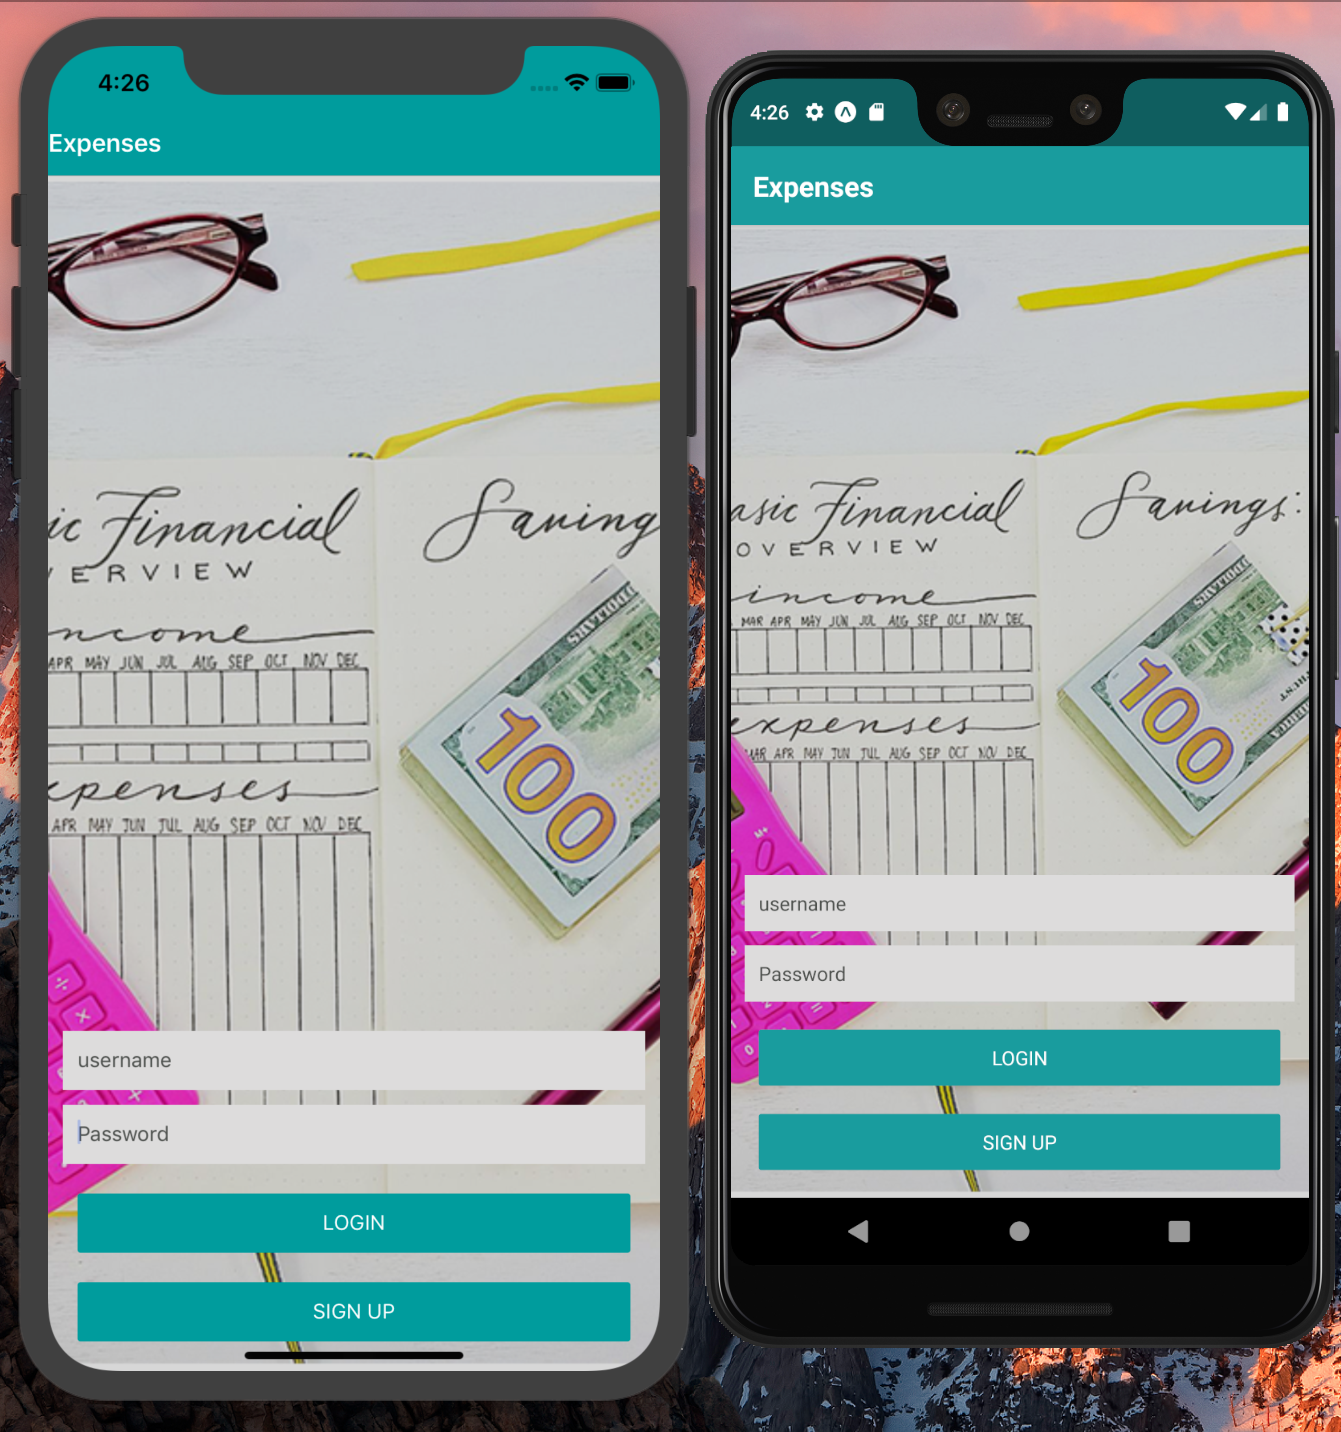 4:26
Expenses
ic Financial
VERVIEW
ncome
APR MAY JUN JUL AUG SEP OCT NOV DEC
xpenses
APR MAY JUN JUL AUG SEP OCT NOV DEC
Saving
100
÷
×
username
Password
LOGIN
SIGN UP
4:26
Expenses
asic Financial
OVERVIEW
income
MAR APR MAY JUN JUL AUG SEP OCT NOV DEC
expenses
MAR APR MAY JUN JUL AUG SEP OCT NOV DEC
Savings:
100
M+
username
Password
LOGIN
SIGN UP